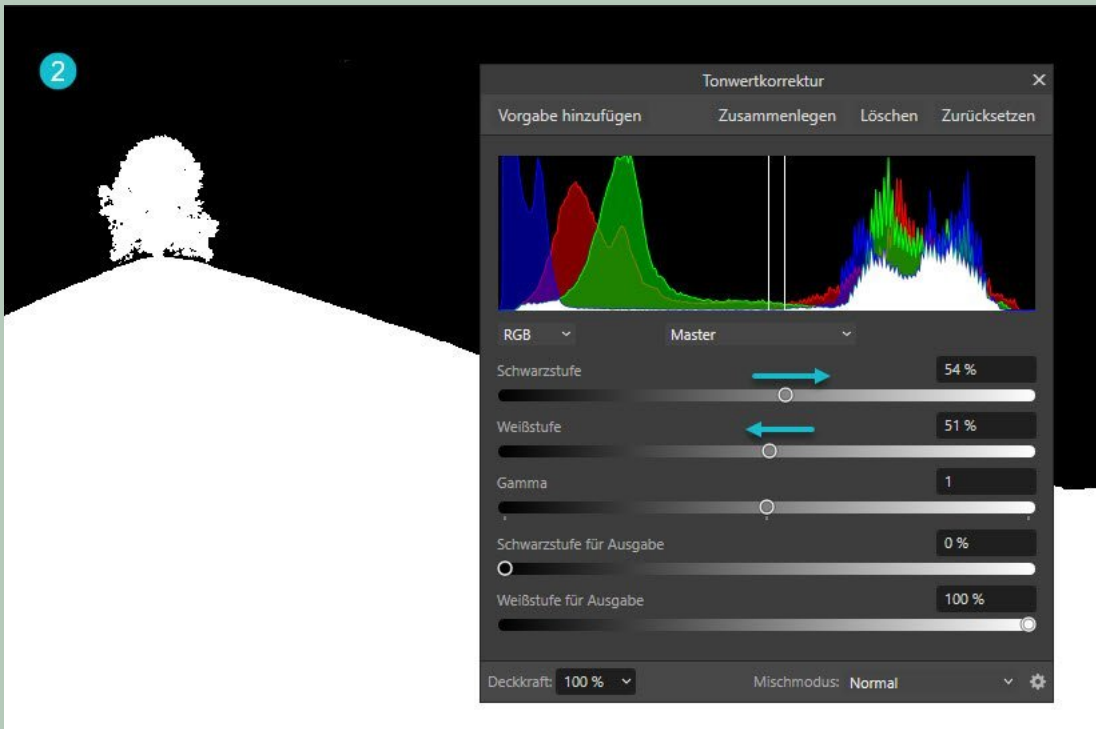 2
Tonwertkorrektur
Vorgabe hinzufügen Zusammenlegen Löschen Zurücksetzen
RGB Master
Schwarzstufe 54 %
Weißstufe 51 %
Gamma 1
Schwarzstufe für Ausgabe 0 %
Weißstufe für Ausgabe 100 %
Deckkraft: 100 % Mischmodus: Normal